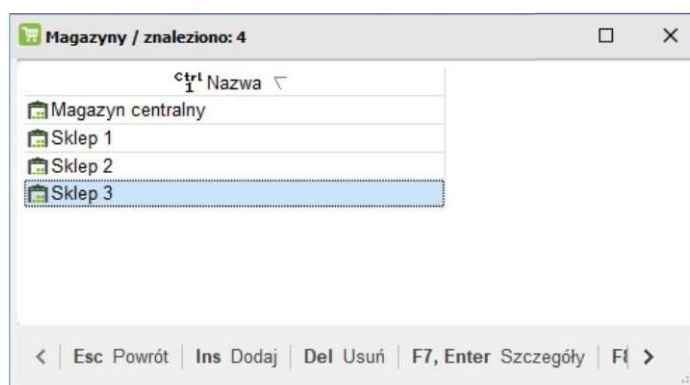 Magazyny / znaleziono: 4
Ctrl 1 Nazwa
Magazyn centralny
Sklep 1
Sklep 2
Sklep 3
Esc Powrót Ins Dodaj Del Usuń F7, Enter Szczegóły